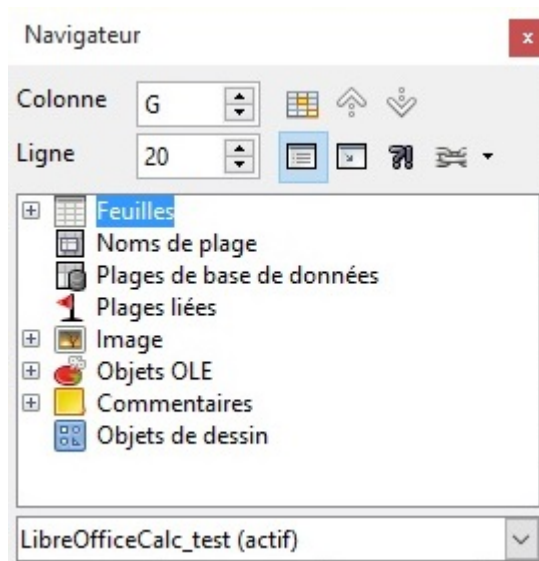 Navigateur
Colonne G
Ligne 20
Feuilles
Noms de plage
Plages de base de données
Plages liées
Image
Objets OLE
Commentaires
Objets de dessin
LibreOfficeCalc_test (actif)